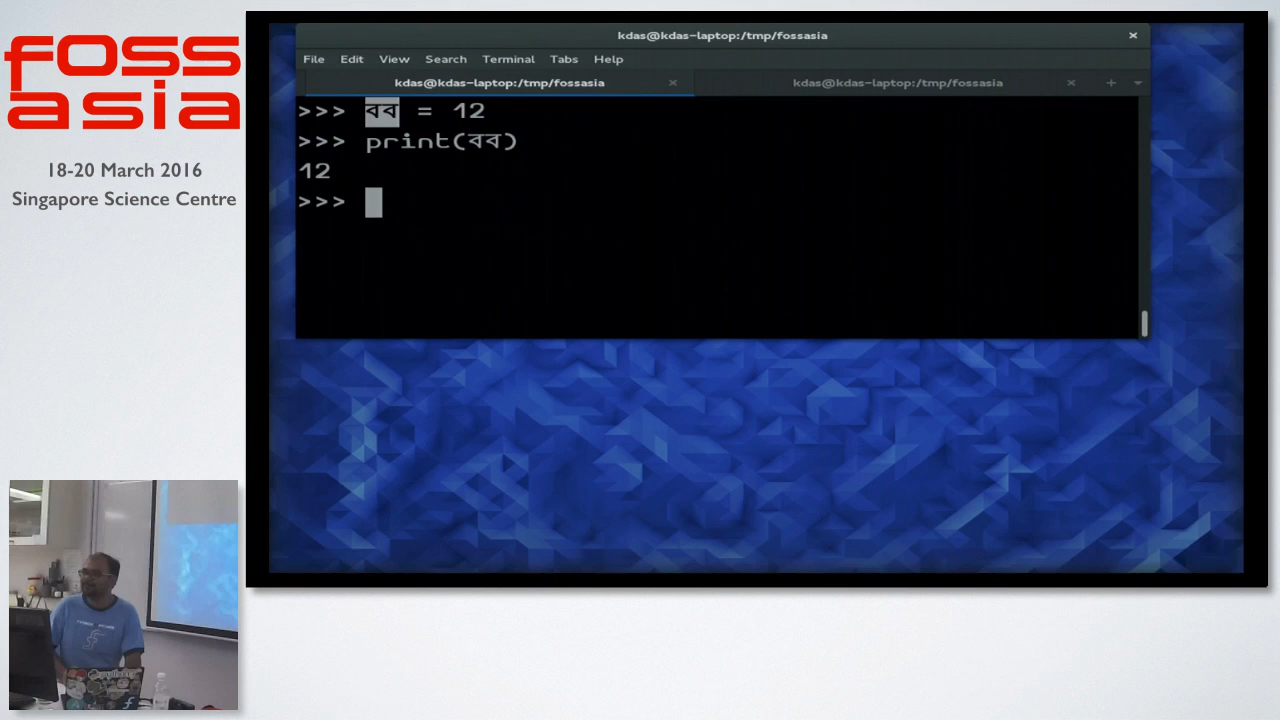 foss
asia
18-20 March 2016
Singapore Science Centre
kdas@kdas-laptop:/tmp/fossasia
File Edit View Search Terminal Tabs Help
kdas@kdas-laptop:/tmp/fossasia kdas@kdas-laptop:/tmp/fossasia
>>> বব = 12
>>> print(বব)
12
>>>